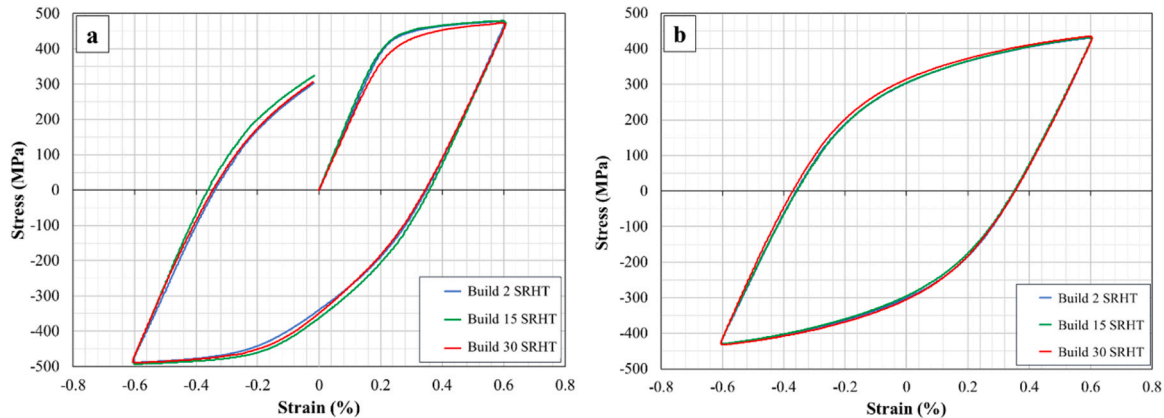 a
Stress (MPa)
500
400
300
200
100
0
-100
-200
-300
-400
-500
-0.8 -0.6 -0.4 -0.2 0 0.2 0.4 0.6 0.8
Strain (%)
Build 2 SRHT
Build 15 SRHT
Build 30 SRHT
b
Stress (MPa)
500
400
300
200
100
0
-100
-200
-300
-400
-500
-0.8 -0.6 -0.4 -0.2 0 0.2 0.4 0.6 0.8
Strain (%)
Build 2 SRHT
Build 15 SRHT
Build 30 SRHT